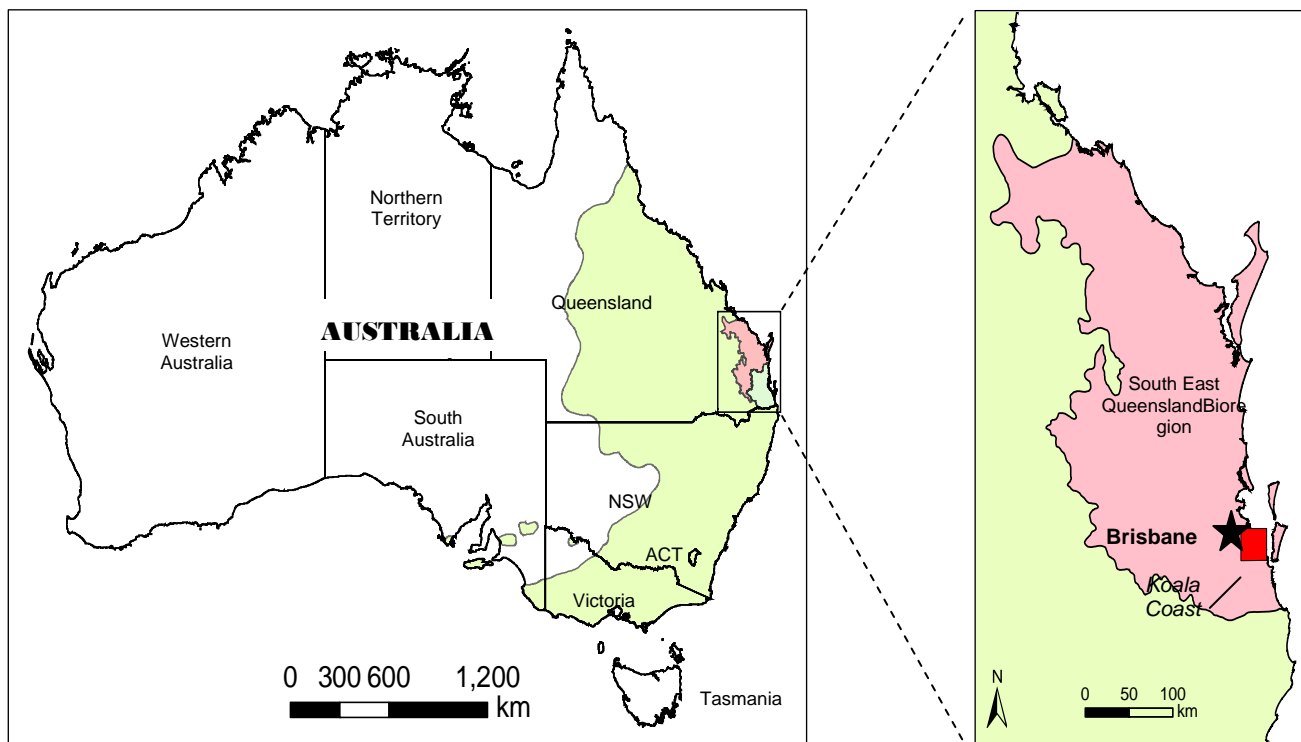 Northern
Territory
Queensland
AUSTRALIA
Western
Australia
South
Australia
NSW
ACT
Victoria
Tasmania
0 300 600 1,200
km
South East
QueenslandBiore
gion
Brisbane
Koala
Coast
N
0 50 100
km